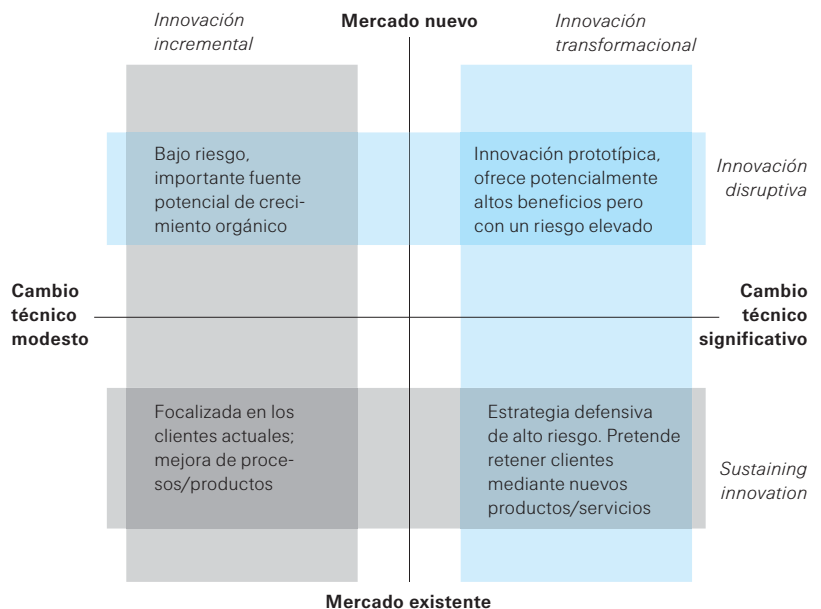 Innovación
incremental
Mercado nuevo
Innovación
transformacional
Bajo riesgo,
importante fuente
potencial de creci-
miento orgánico
Innovación prototípica,
ofrece potencialmente
altos beneficios pero
con un riesgo elevado
Innovación
disruptiva
Cambio
técnico
modesto
Cambio
técnico
significativo
Focalizada en los
clientes actuales;
mejora de proce-
sos/productos
Estrategia defensiva
de alto riesgo. Pretende
retener clientes
mediante nuevos
productos/servicios
Sustaining
innovation
Mercado existente